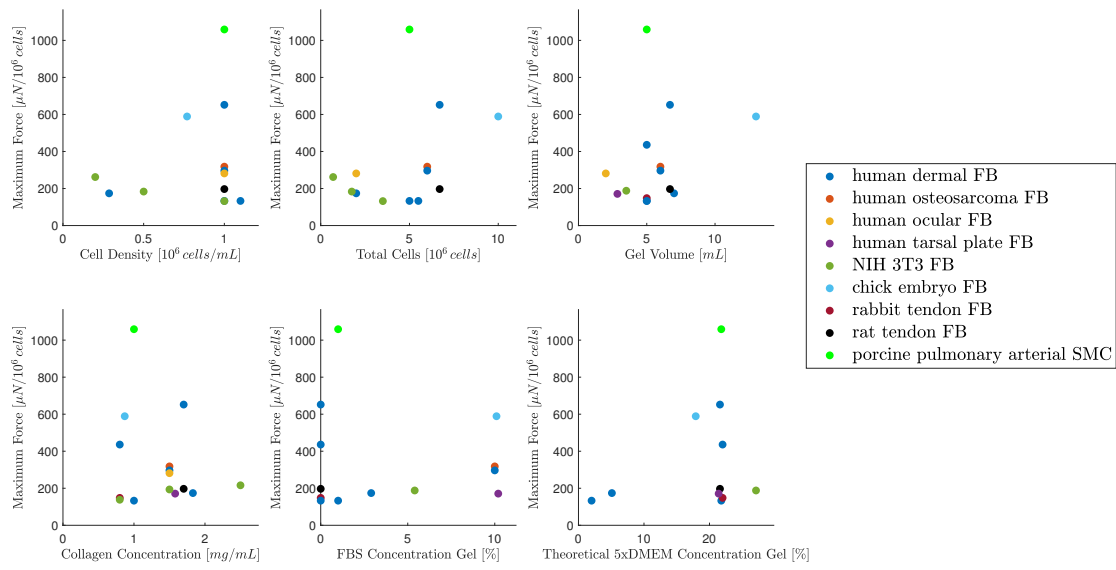 Maximum Force [μN/10⁶ cells]
1000
800
600
400
200
0
0
0.5
1
Cell Density [10⁶ cells/mL]
Maximum Force [μN/10⁶ cells]
1000
800
600
400
200
0
0
5
10
Total Cells [10⁶ cells]
Maximum Force [μN/10⁶ cells]
1000
800
600
400
200
0
0
5
10
Gel Volume [mL]
human dermal FB
human osteosarcoma FB
human ocular FB
human tarsal plate FB
NIH 3T3 FB
chick embryo FB
rabbit tendon FB
rat tendon FB
porcine pulmonary arterial SMC
Maximum Force [μN/10⁶ cells]
1000
800
600
400
200
0
0
1
2
Collagen Concentration [mg/mL]
Maximum Force [μN/10⁶ cells]
1000
800
600
400
200
0
0
5
10
FBS Concentration Gel [%]
Maximum Force [μN/10⁶ cells]
1000
800
600
400
200
0
0
10
20
Theoretical 5xDMEM Concentration Gel [%]